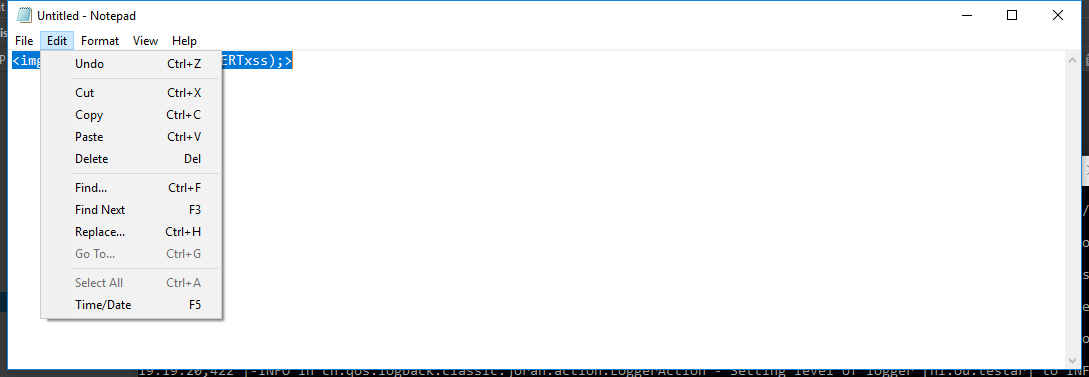 Untitled - Notepad
File Edit Format View Help
<img ERTxss);>
Undo Ctrl+Z
Cut Ctrl+X
Copy Ctrl+C
Paste Ctrl+V
Delete Del
Find... Ctrl+F
Find Next F3
Replace... Ctrl+H
Go To... Ctrl+G
Select All Ctrl+A
Time/Date F5
19:19:20,422 |-INFO in ch.qos.logback.classic.joran.action.LoggerAction - Setting level of logger [nl.ou.testar] to INF